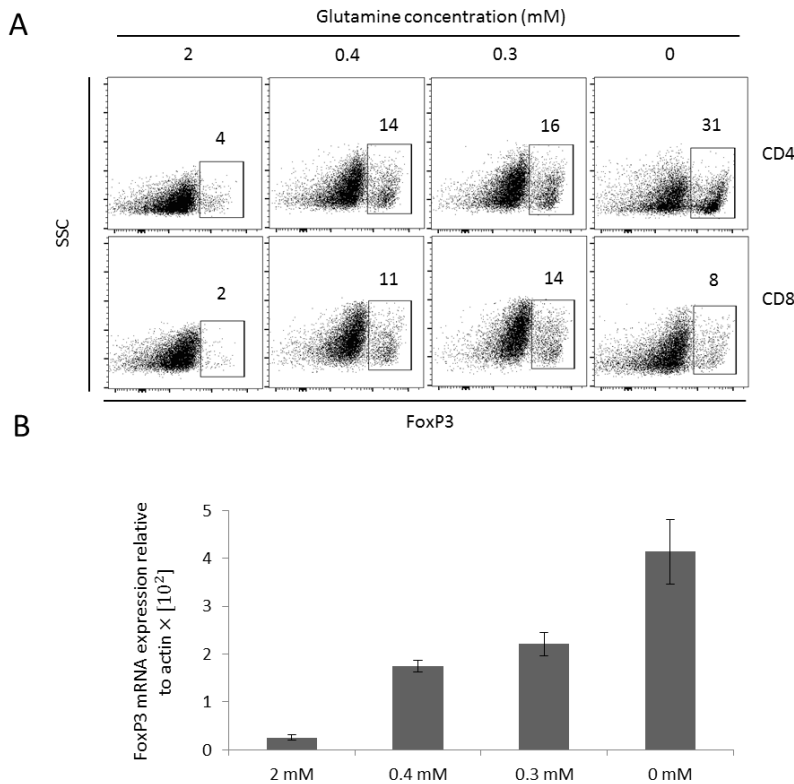 A
Glutamine concentration (mM)
2 0.4 0.3 0
4 14 16 31
CD4
SSC
2 11 14 8
CD8
FoxP3
B
FoxP3 mRNA expression relative
to actin × [10²]
5
4
3
2
1
0
2 mM 0.4 mM 0.3 mM 0 mM